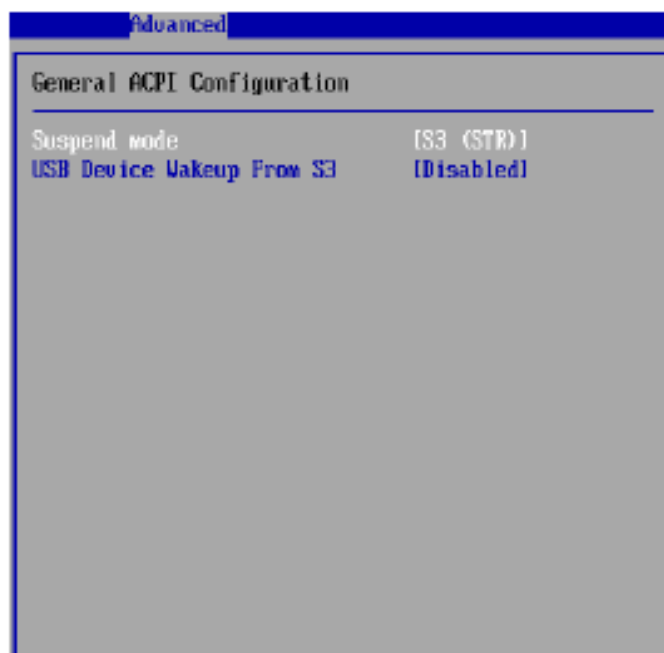 Advanced
General ACPI Configuration
Suspend mode [S3 (STR)]
USB Device Wakeup From S3 [Disabled]